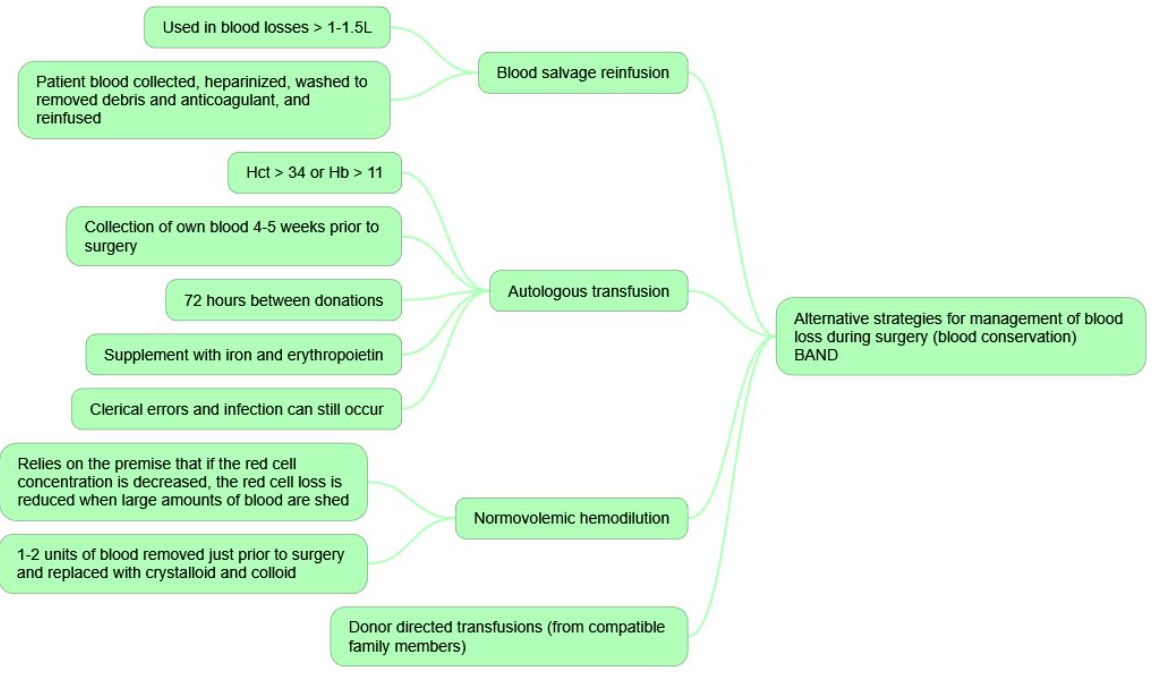 Used in blood losses > 1-1.5L
Blood salvage reinfusion
Patient blood collected, heparinized, washed to
removed debris and anticoagulant, and
reinfused
Hct > 34 or Hb > 11
Collection of own blood 4-5 weeks prior to
surgery
72 hours between donations
Autologous transfusion
Supplement with iron and erythropoietin
Clerical errors and infection can still occur
Alternative strategies for management of blood
loss during surgery (blood conservation)
BAND
Relies on the premise that if the red cell
concentration is decreased, the red cell loss is
reduced when large amounts of blood are shed
Normovolemic hemodilution
1-2 units of blood removed just prior to surgery
and replaced with crystalloid and colloid
Donor directed transfusions (from compatible
family members)